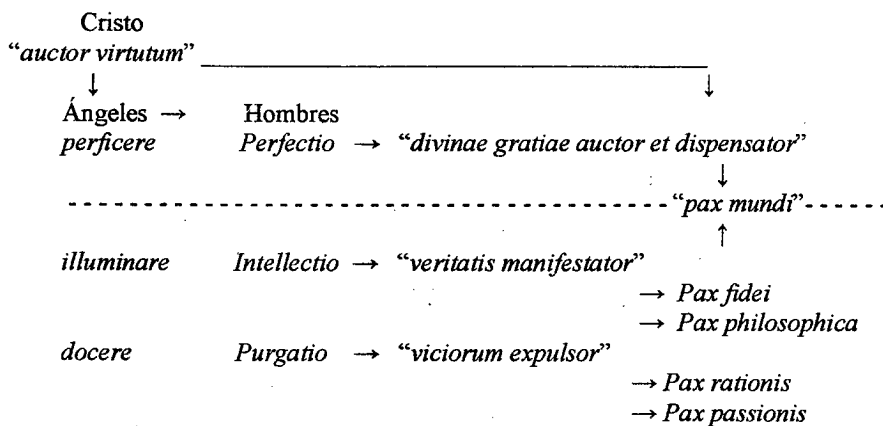 Cristo
“auctor virtutum”
↓ ↓
Ángeles → Hombres
perficere Perfectio → “divinae gratiae auctor et dispensator”
↓
“pax mundi”
↑
illuminare Intellectio → “veritatis manifestator”
→ Pax fidei
→ Pax philosophica
docere Purgatio → “viciorum expulsor”
→ Pax rationis
→ Pax passionis